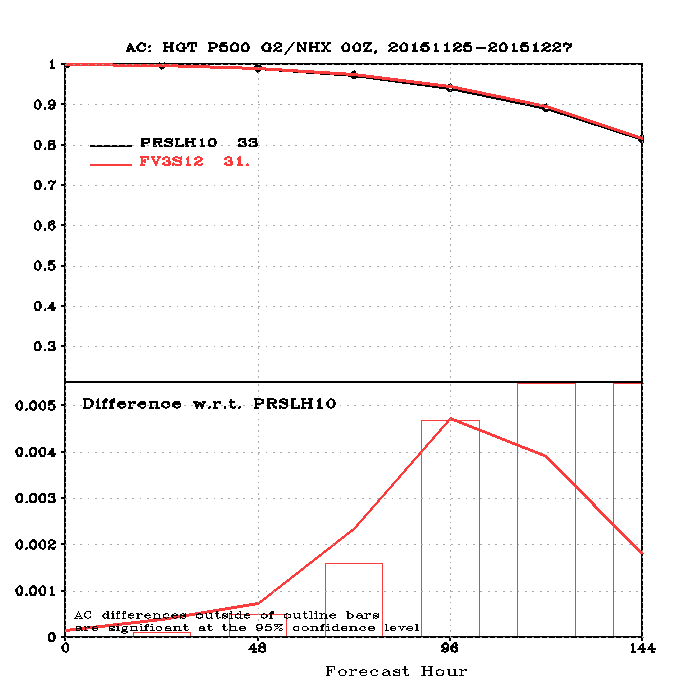 AC: HGT P500 G2/NHX 00Z, 20151125-20151227
1
0.9
0.8
0.7
0.6
0.5
0.4
0.3
PRSLH10 33
FV3S12 31.
Difference w.r.t. PRSLH10
0.005
0.004
0.003
0.002
0.001
0
AC differences outside of outline bars
are significant at the 95% confidence level
0 48 96 144
Forecast Hour